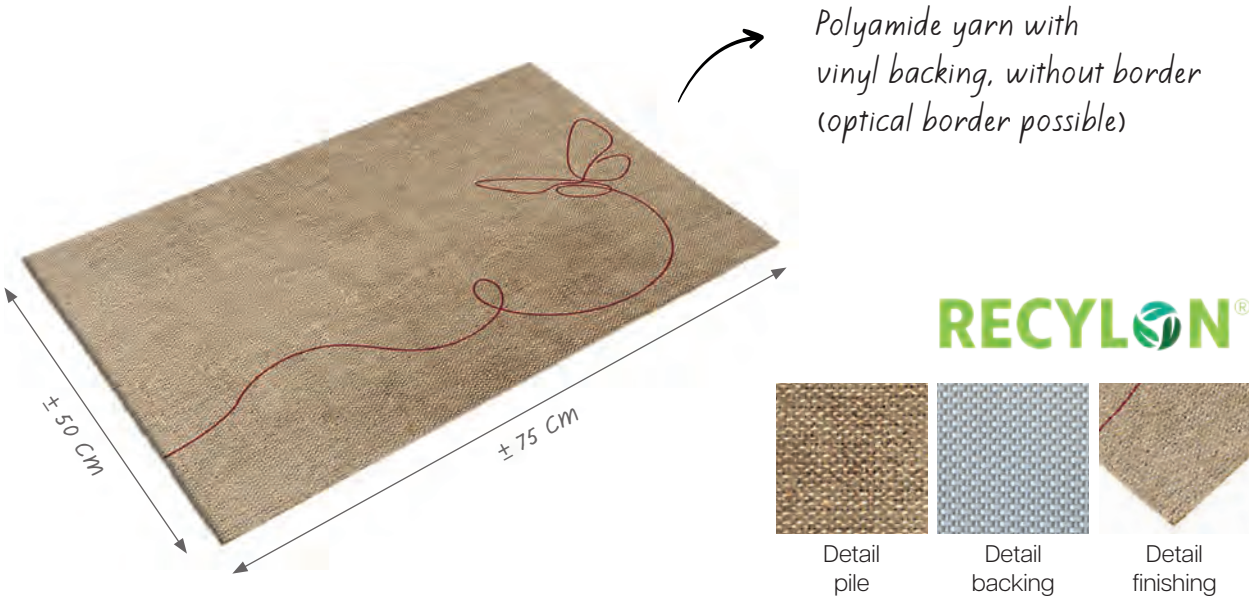 Polyamide yarn with
vinyl backing, without border
(optical border possible)
± 50 Cm
± 75 Cm
RECYLON®
Detail
pile
Detail
backing
Detail
finishing